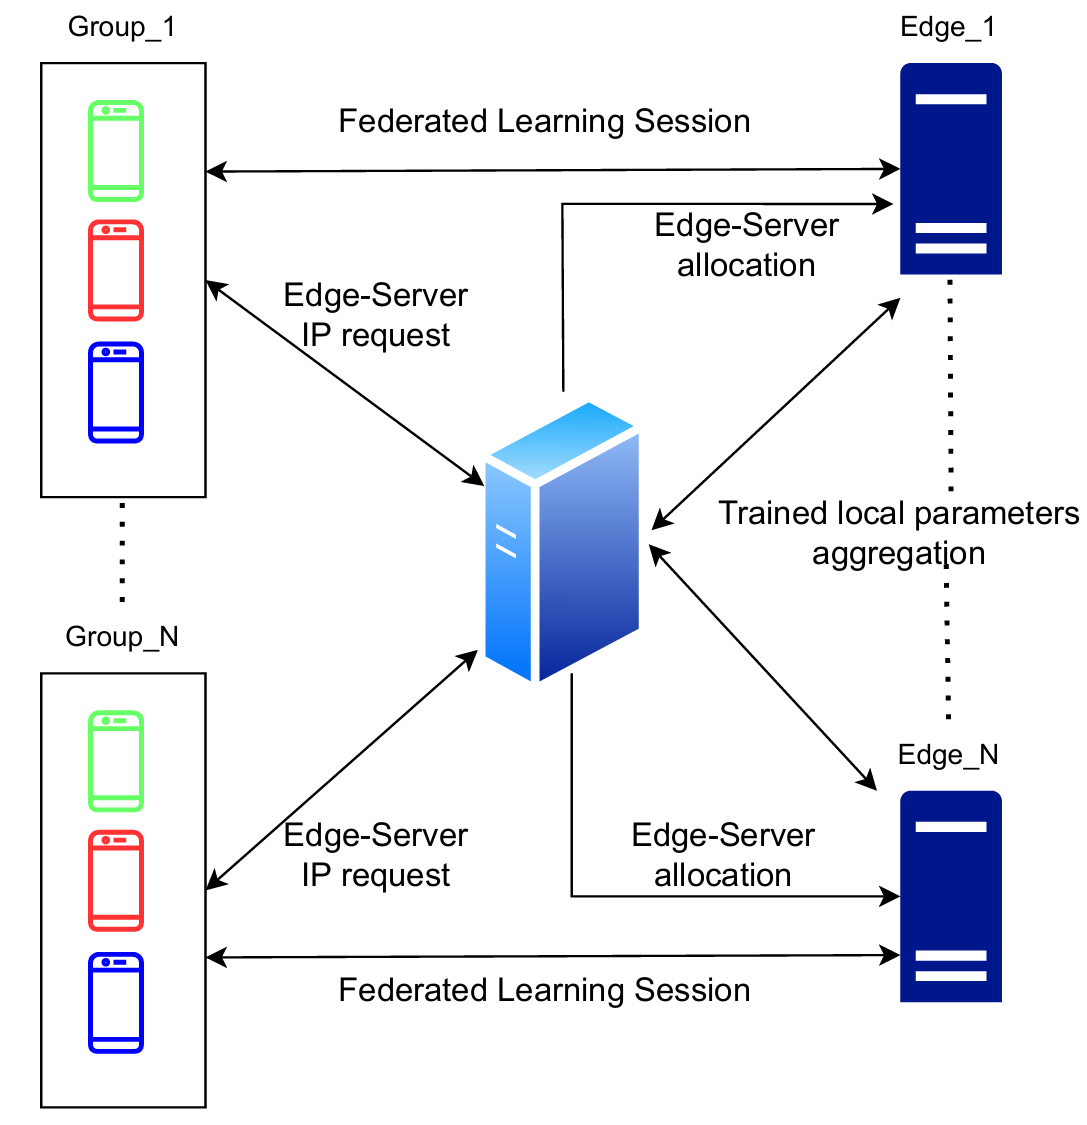 Group_1
Edge_1
Federated Learning Session
Edge-Server
allocation
Edge-Server
IP request
Trained local parameters
aggregation
Group_N
Edge_N
Edge-Server
IP request
Edge-Server
allocation
Federated Learning Session